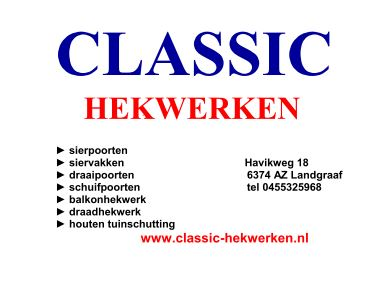 CLASSIC
HEKWERKEN
► sierpoorten
► siervakken Havikweg 18
► draaipoorten 6374 AZ Landgraaf
► schuifpoorten tel 0455325968
► balkonhekwerk
► draadhekwerk
► houten tuinschutting
www.classic-hekwerken.nl